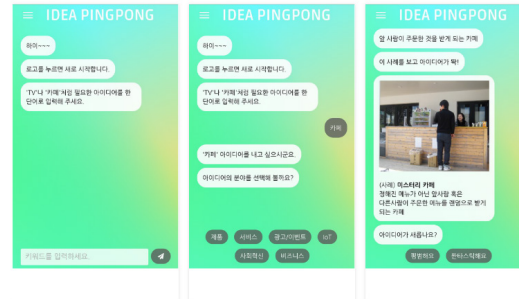 IDEA PINGPONG
하이~~~
로고를 누르면 새로 시작합니다.
'TV'나 '카페'처럼 필요한 아이디어를 한
단어로 입력해 주세요.
키워드를 입력하세요.
IDEA PINGPONG
하이~~~
로고를 누르면 새로 시작합니다.
'TV'나 '카페'처럼 필요한 아이디어를 한
단어로 입력해 주세요.
카페
'카페' 아이디어를 내고 싶으시군요.
아이디어의 분야를 선택해 볼까요?
제품 서비스 광고/이벤트 IoT
사회혁신 비즈니스
IDEA PINGPONG
앞 사람이 주문한 것을 받게 되는 카페
이 사례를 보고 아이디어가 뙇!
(사례) 미스터리 카페
정해진 메뉴가 아닌 앞사람 혹은
다른사람이 주문한 메뉴를 랜덤으로 받게
되는 카페
아이디어가 새롭나요?
평범해요 판타스틱해요